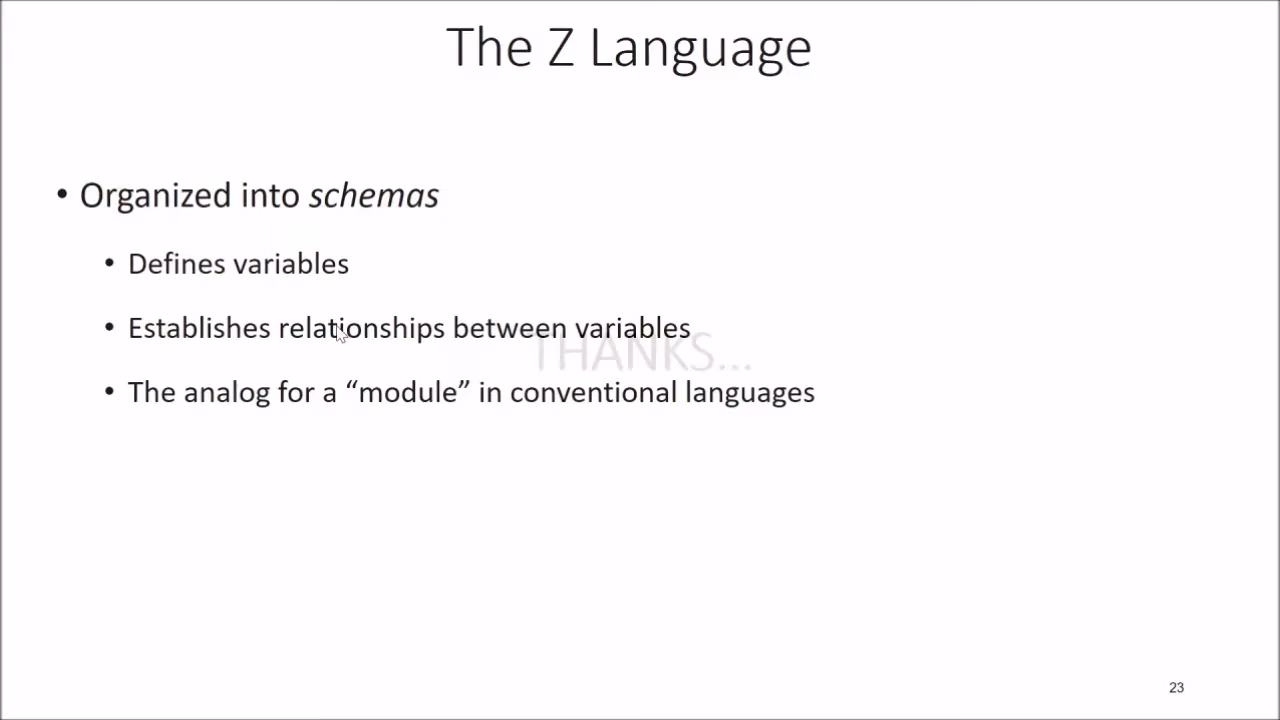 The Z Language
• Organized into schemas
• Defines variables
• Establishes relationships between variables
THANKS...
• The analog for a “module” in conventional languages
23